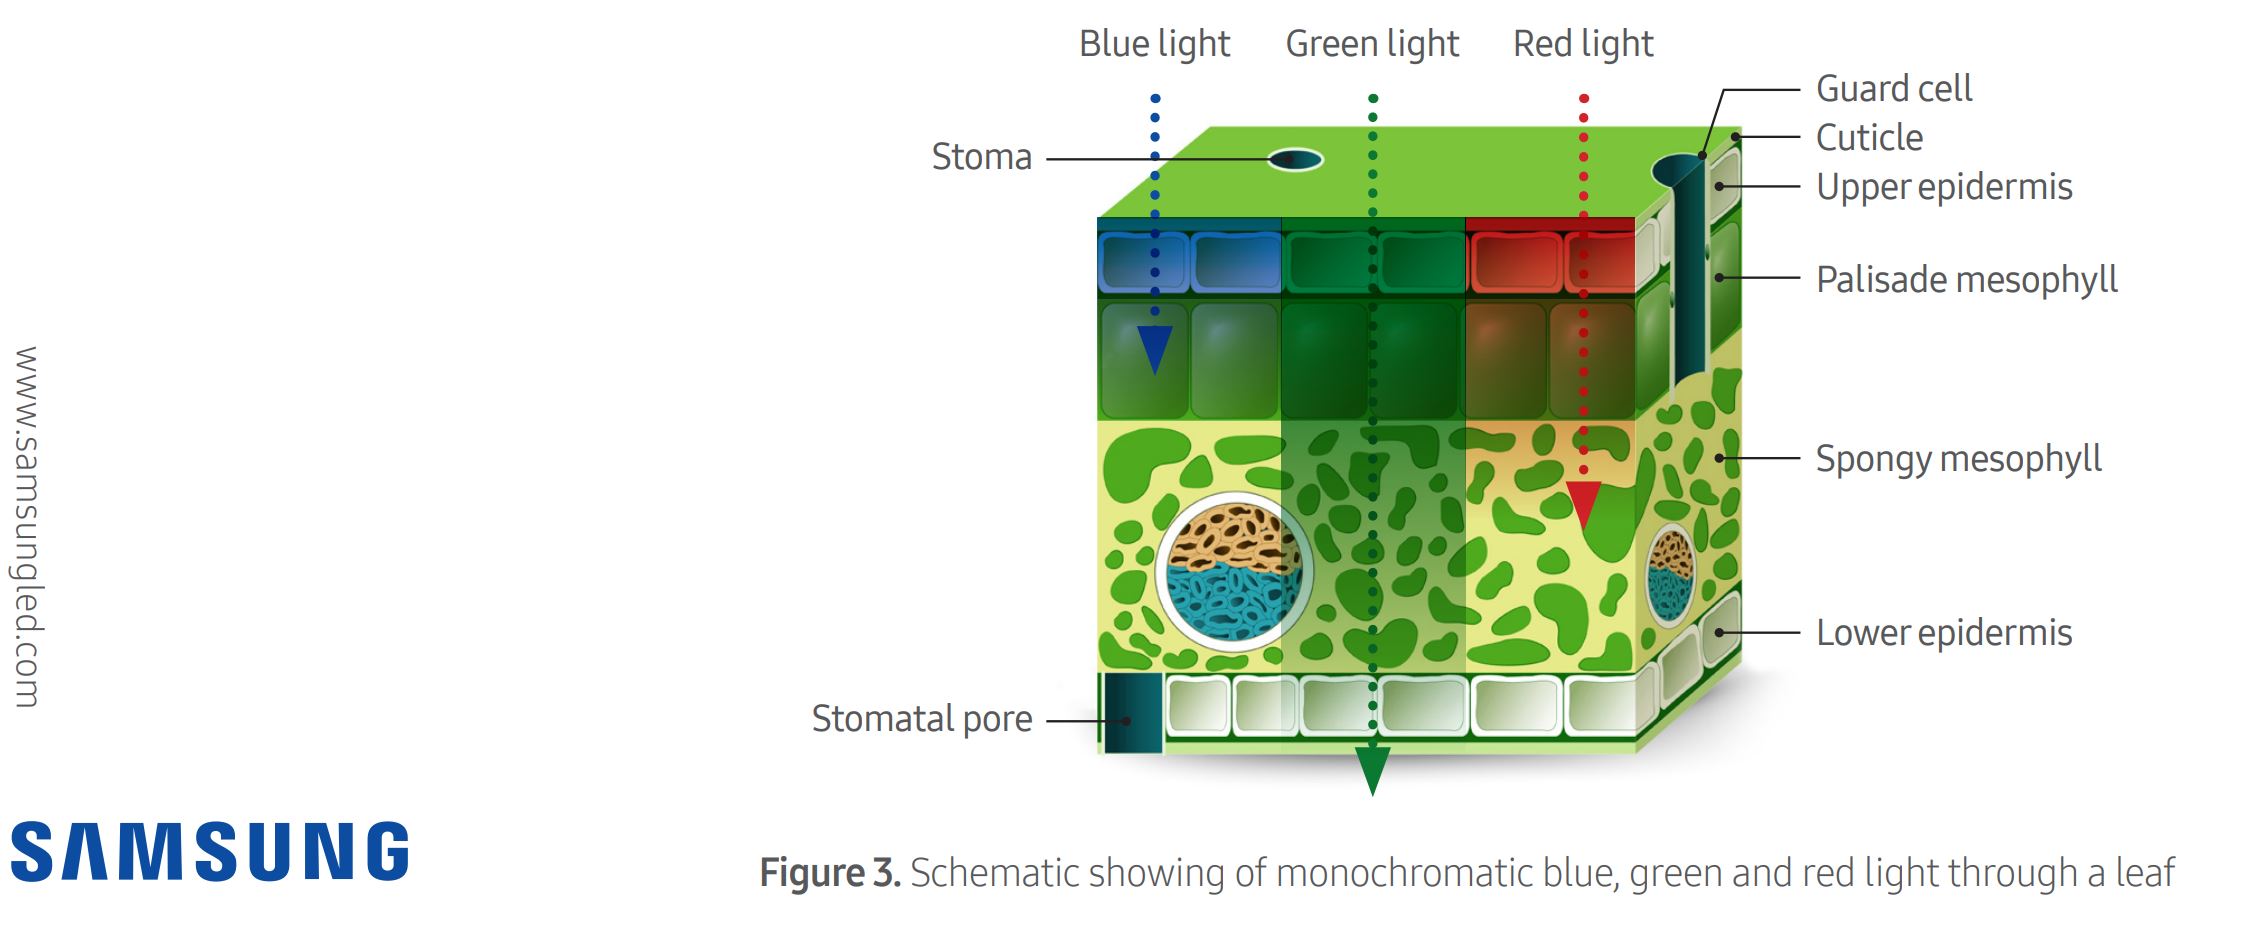 Blue light
Green light
Red light
Guard cell
Cuticle
Stoma
Upper epidermis
Palisade mesophyll
Spongy mesophyll
Lower epidermis
Stomatal pore
www.samsungled.com
SAMSUNG
Figure 3. Schematic showing of monochromatic blue, green and red light through a leaf